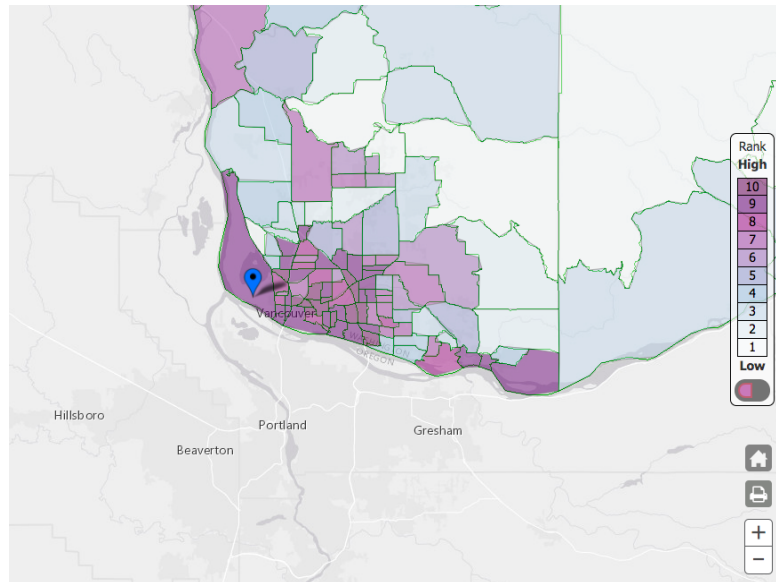 Rank
High
10
9
8
7
6
5
4
3
2
1
Low
Vancouver
WASHINGTON
OREGON
Hillsboro
Portland
Beaverton
Gresham
+
−